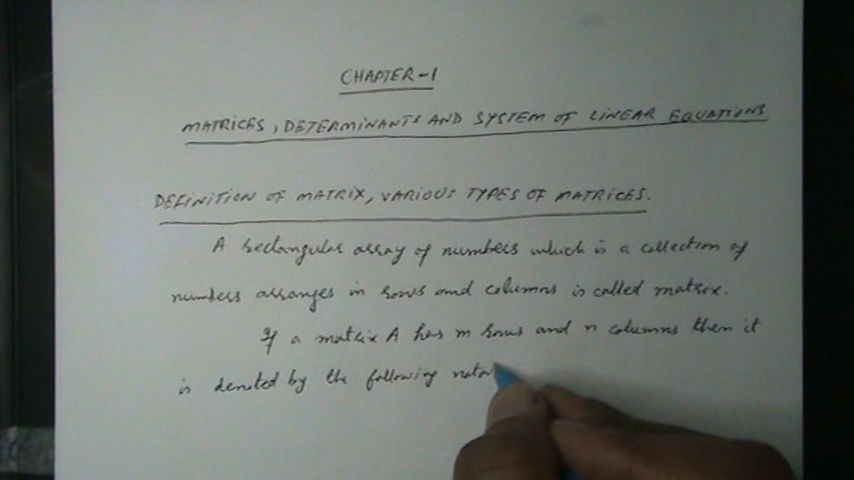 CHAPTER-1
MATRICES, DETERMINANTS AND SYSTEM OF LINEAR EQUATIONS
DEFINITION OF MATRIX, VARIOUS TYPES OF MATRICES.
A rectangular array of numbers which is a collection of
numbers arranges in rows and columns is called matrix.
If a matrix A has m rows and n columns then it
is denoted by the following nota